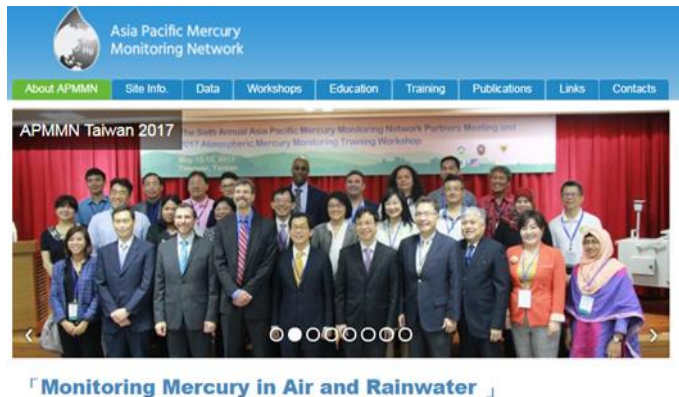 Hg
Asia Pacific Mercury
Monitoring Network
About APMMN
Site Info.
Data
Workshops
Education
Training
Publications
Links
Contacts
APMMN Taiwan 2017
The Sixth Annual Asia Pacific Mercury Monitoring Network Partners Meeting and
2017 Atmospheric Mercury Monitoring Training Workshop
「Monitoring Mercury in Air and Rainwater」